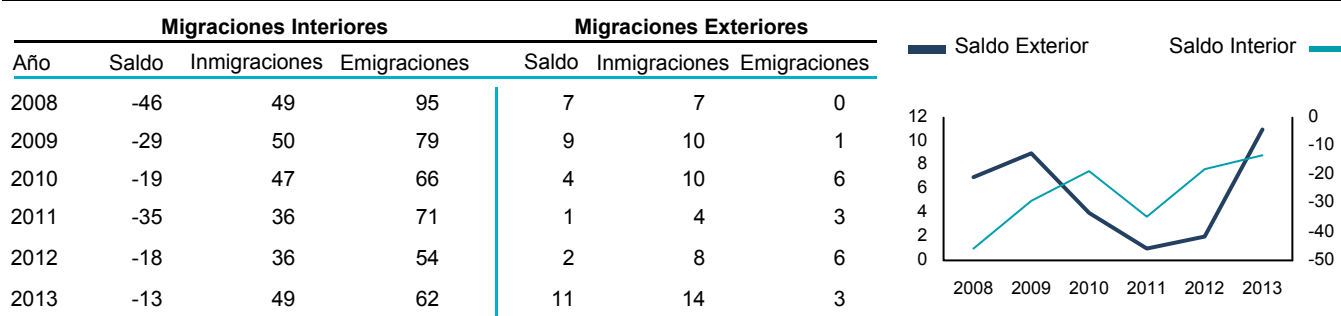 Migraciones Interiores Migraciones Exteriores
Año Saldo Inmigraciones Emigraciones Saldo Inmigraciones Emigraciones
2008 -46 49 95 7 7 0
2009 -29 50 79 9 10 1
2010 -19 47 66 4 10 6
2011 -35 36 71 1 4 3
2012 -18 36 54 2 8 6
2013 -13 49 62 11 14 3
Saldo Exterior Saldo Interior
12 0
10 -10
8
6 -20
4 -30
2 -40
0 -50
2008 2009 2010 2011 2012 2013